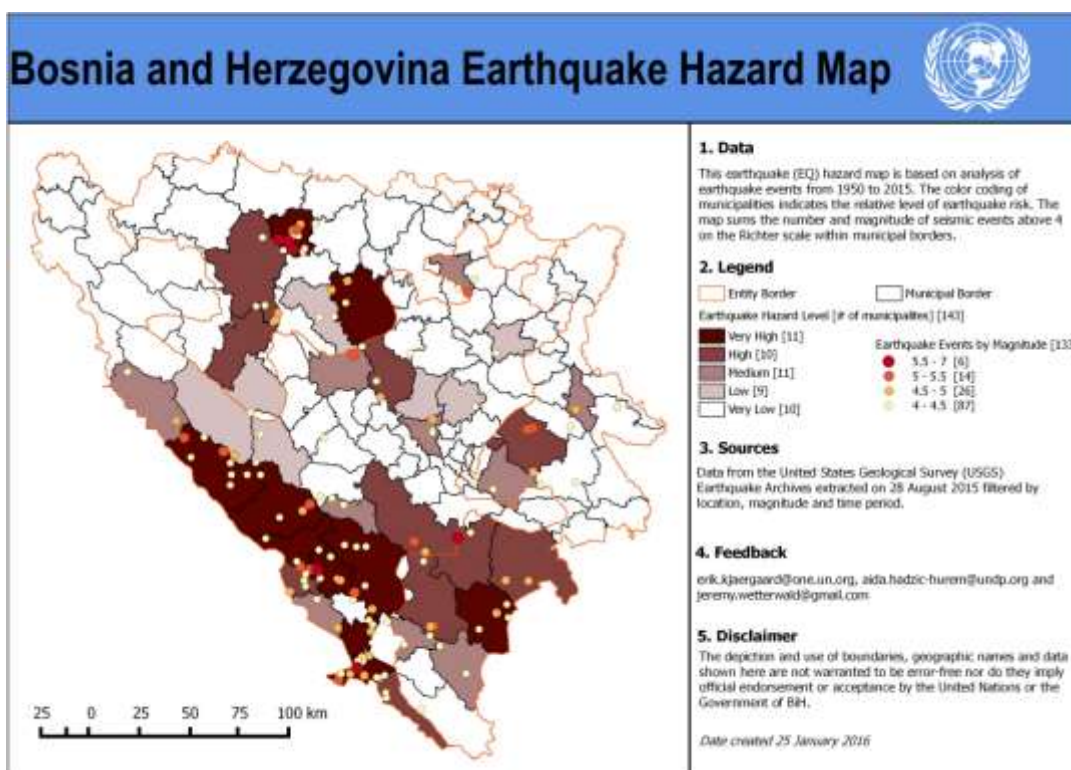 Bosnia and Herzegovina Earthquake Hazard Map
1. Data
This earthquake (EQ) hazard map is based on analysis of
earthquake events from 1950 to 2015. The color coding of
municipalities indicates the relative level of earthquake risk. The
map sums the number and magnitude of seismic events above 4
on the Richter scale within municipal borders.
2. Legend
Entity Border
Municipal Border
Earthquake Hazard Level [# of municipalites] [143]
Very High [11]
High [10]
Medium [11]
Low [9]
Very Low [10]
Earthquake Events by Magnitude [133
5.5 - 7 [6]
5 - 5.5 [14]
4.5 - 5 [26]
4 - 4.5 [87]
3. Sources
Data from the United States Geological Survey (USGS)
Earthquake Archives extracted on 28 August 2015 filtered by
location, magnitude and time period.
4. Feedback
erik.kjaergaard@one.un.org, aida.hadzic-hurem@undp.org and
jeremy.wetterwald@gmail.com
5. Disclaimer
The depiction and use of boundaries, geographic names and data
shown here are not warranted to be error-free nor do they imply
official endorsement or acceptance by the United Nations or the
Government of BiH.
Date created 25 January 2016
25 0 25 50 75 100 km